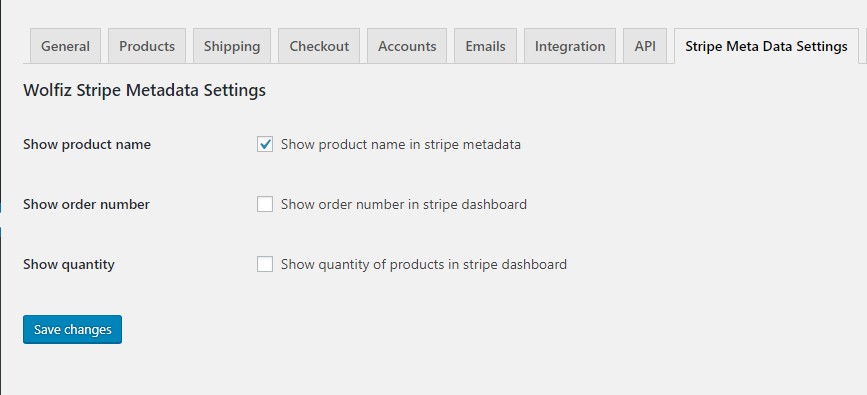 General Products Shipping Checkout Accounts Emails Integration API Stripe Meta Data Settings
Wolfiz Stripe Metadata Settings
Show product name Show product name in stripe metadata
Show order number Show order number in stripe dashboard
Show quantity Show quantity of products in stripe dashboard
Save changes